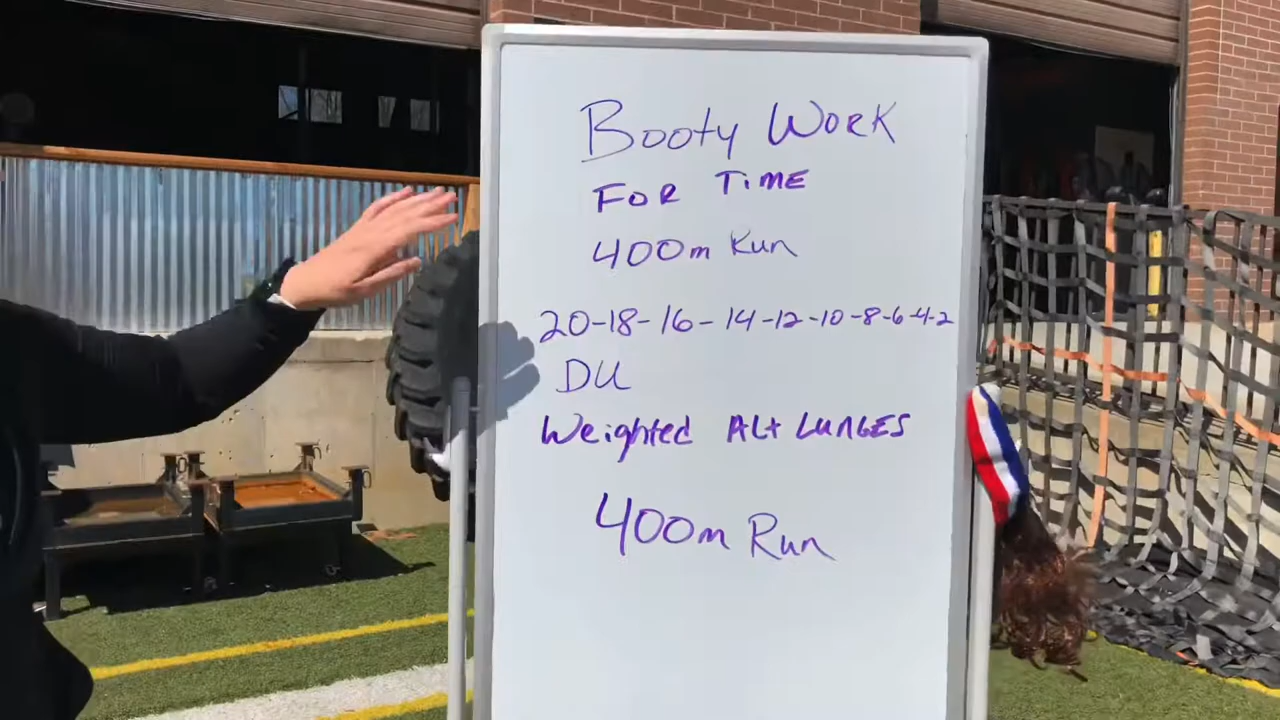 Booty Work
For Time
400m Run
20-18-16-14-12-10-8-6-4-2
DU
Weighted Alt Lunges
400m Run